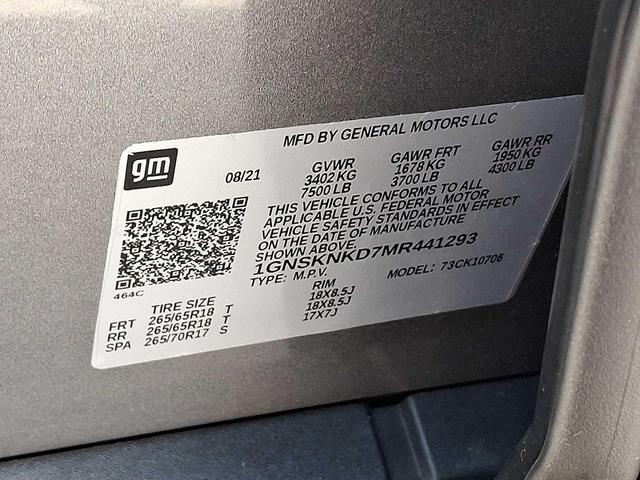 MFD BY GENERAL MOTORS LLC
gm
08/21
GVWR GAWR FRT GAWR RR
3402 KG 1678 KG 1950 KG
7500 LB 3700 LB 4300 LB
THIS VEHICLE CONFORMS TO ALL
APPLICABLE U.S. FEDERAL MOTOR
VEHICLE SAFETY STANDARDS IN EFFECT
ON THE DATE OF MANUFACTURE
SHOWN ABOVE.
1GNSKNKD7MR441293
TYPE: M.P.V. MODEL: 73CK10706
464C
TIRE SIZE RIM
FRT 265/65R18 T 18X8.5J
RR 265/65R18 T 18X8.5J
SPA 265/70R17 S 17X7J